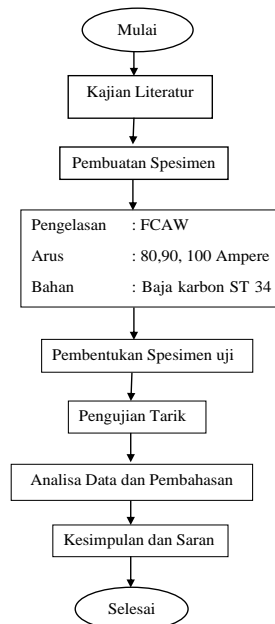 Mulai
Kajian Literatur
Pembuatan Spesimen
Pengelasan : FCAW
Arus : 80,90, 100 Ampere
Bahan : Baja karbon ST 34
Pembentukan Spesimen uji
Pengujian Tarik
Analisa Data dan Pembahasan
Kesimpulan dan Saran
Selesai